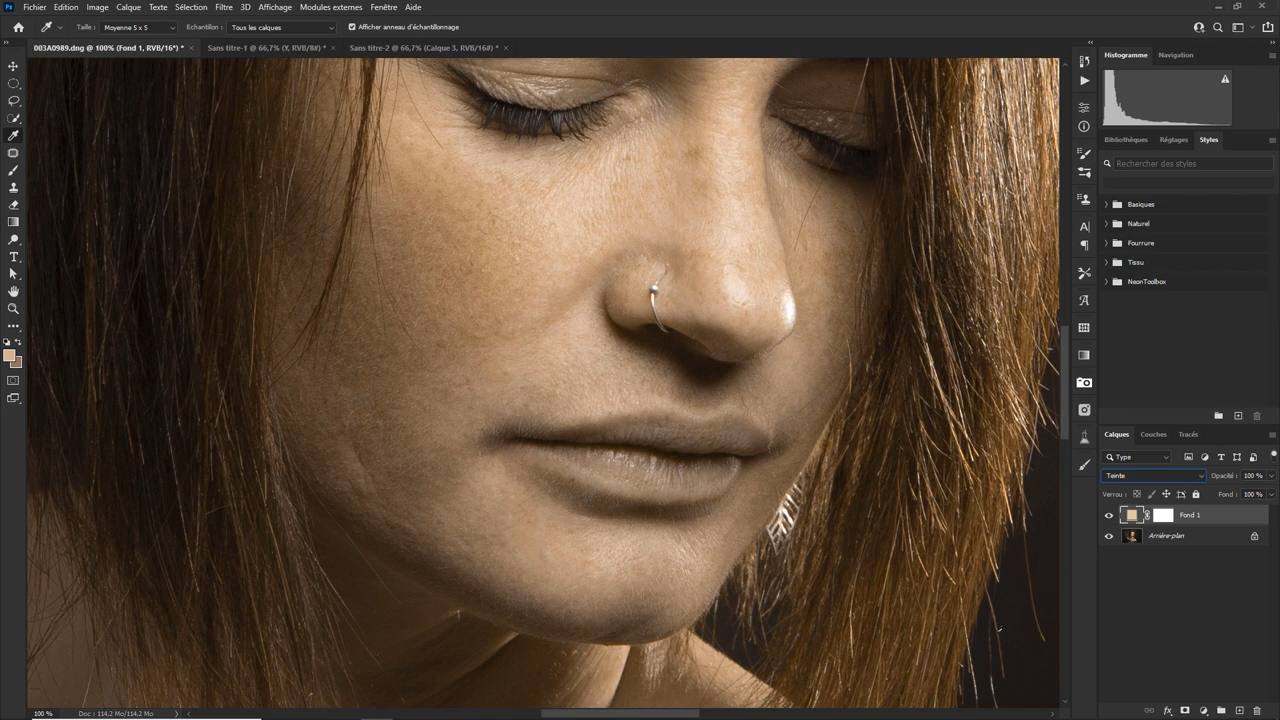 Ps Fichier Edition Image Calque Texte Sélection Filtre 3D Affichage Modules externes Fenêtre Aide
Taille : Moyenne 5 x 5 Echantillon : Tous les calques Afficher anneau d'échantillonnage
003A0989.dng @ 100% (Fond 1, RVB/16*) * × Sans titre-1 @ 66,7% (Y, RVB/8#) * × Sans titre-2 @ 66,7% (Calque 3, RVB/16#) * ×
Histogramme Navigation
Bibliothèques Réglages Styles
Rechercher des styles
Basiques
Naturel
Fourrure
Tissu
NeonToolbox
Calques Couches Tracés
Type
Teinte Opacité : 100 %
Verrou : Fond : 100 %
Fond 1
Arrière-plan
100 % Doc : 114,2 Mo/114,2 Mo